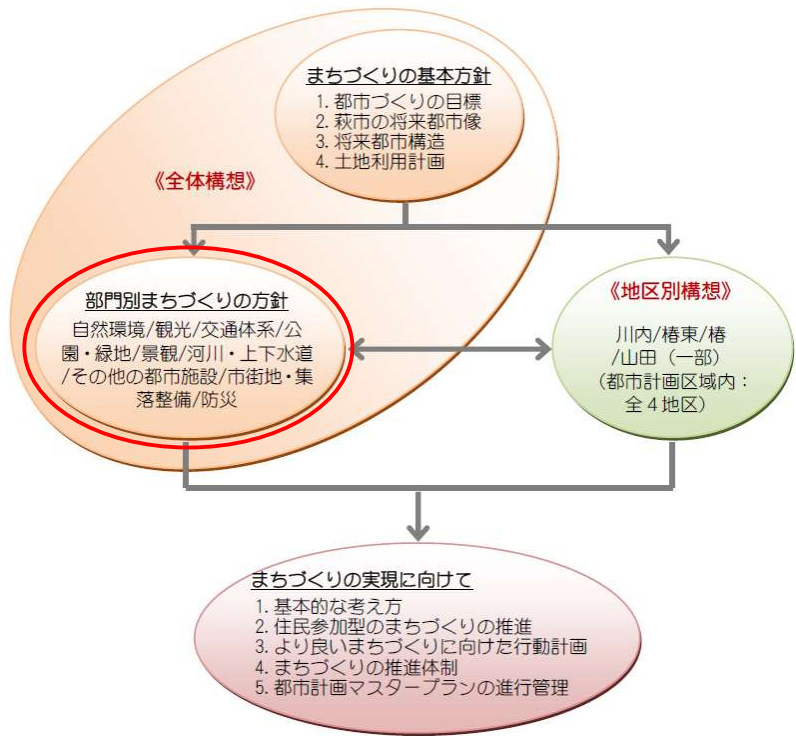 まちづくりの基本方針
1. 都市づくりの目標
2. 萩市の将来都市像
3. 将来都市構造
4. 土地利用計画
《全体構想》
部門別まちづくりの方針
自然環境/観光/交通体系/公
園・緑地/景観/河川・上下水道
/その他の都市施設/市街地・集
落整備/防災
《地区別構想》
川内/椿東/椿
/山田（一部）
（都市計画区域内：
全４地区）
まちづくりの実現に向けて
1. 基本的な考え方
2. 住民参加型のまちづくりの推進
3. より良いまちづくりに向けた行動計画
4. まちづくりの推進体制
5. 都市計画マスタープランの進行管理